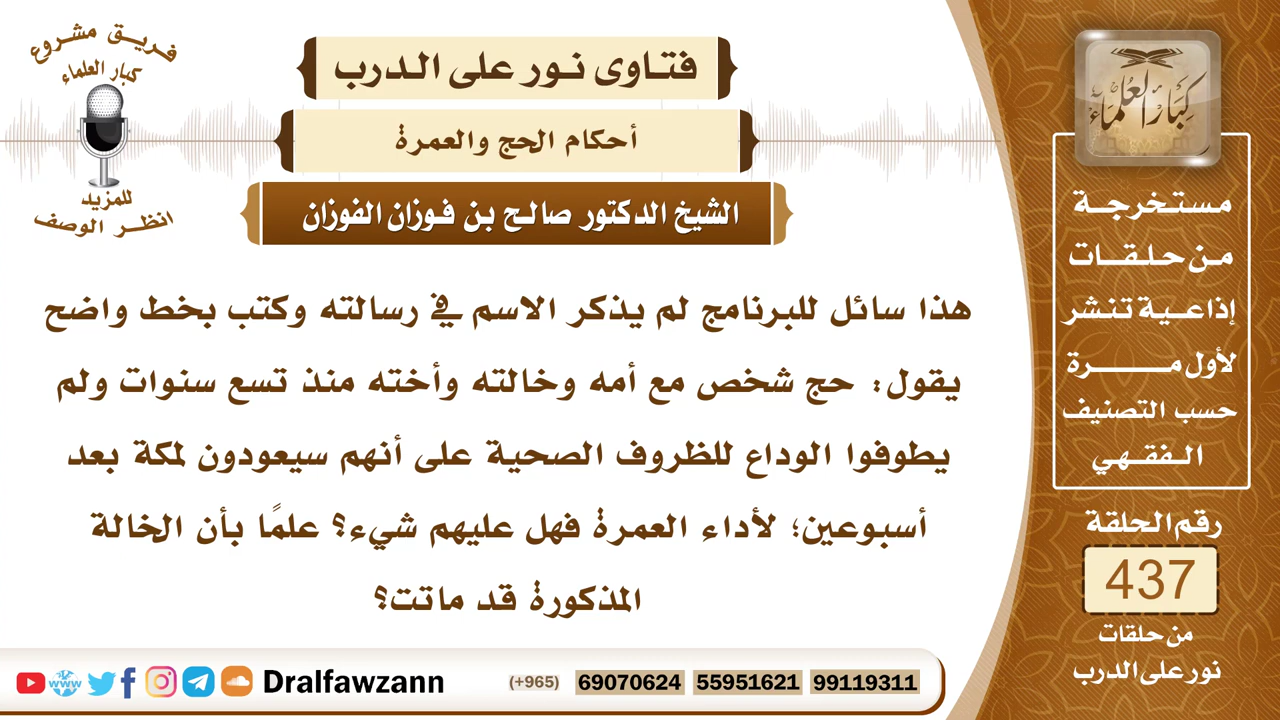 فريق مشروع
كبار العلماء
للمزيد
انظر الوصف
فتاوى نور على الدرب
أحكام الحج والعمرة
الشيخ الدكتور صالح بن فوزان الفوزان
هذا سائل للبرنامج لم يذكر الاسم في رسالته وكتب بخط واضح
يقول: حج شخص مع أمه وخالته وأخته منذ تسع سنوات ولم
يطوفوا الوداع للظروف الصحية على أنهم سيعودون لمكة بعد
أسبوعين؛ لأداء العمرة فهل عليهم شيء؟ علمًا بأن الخالة
المذكورة قد ماتت؟
كبار العلماء
مستخرجة
من حلقات
إذاعية تنشر
لأول مرة
حسب التصنيف
الفقهي
رقم الحلقة
437
من حلقات
نور على الدرب
www
Dralfawzann
(+965) 69070624 55951621 99119311